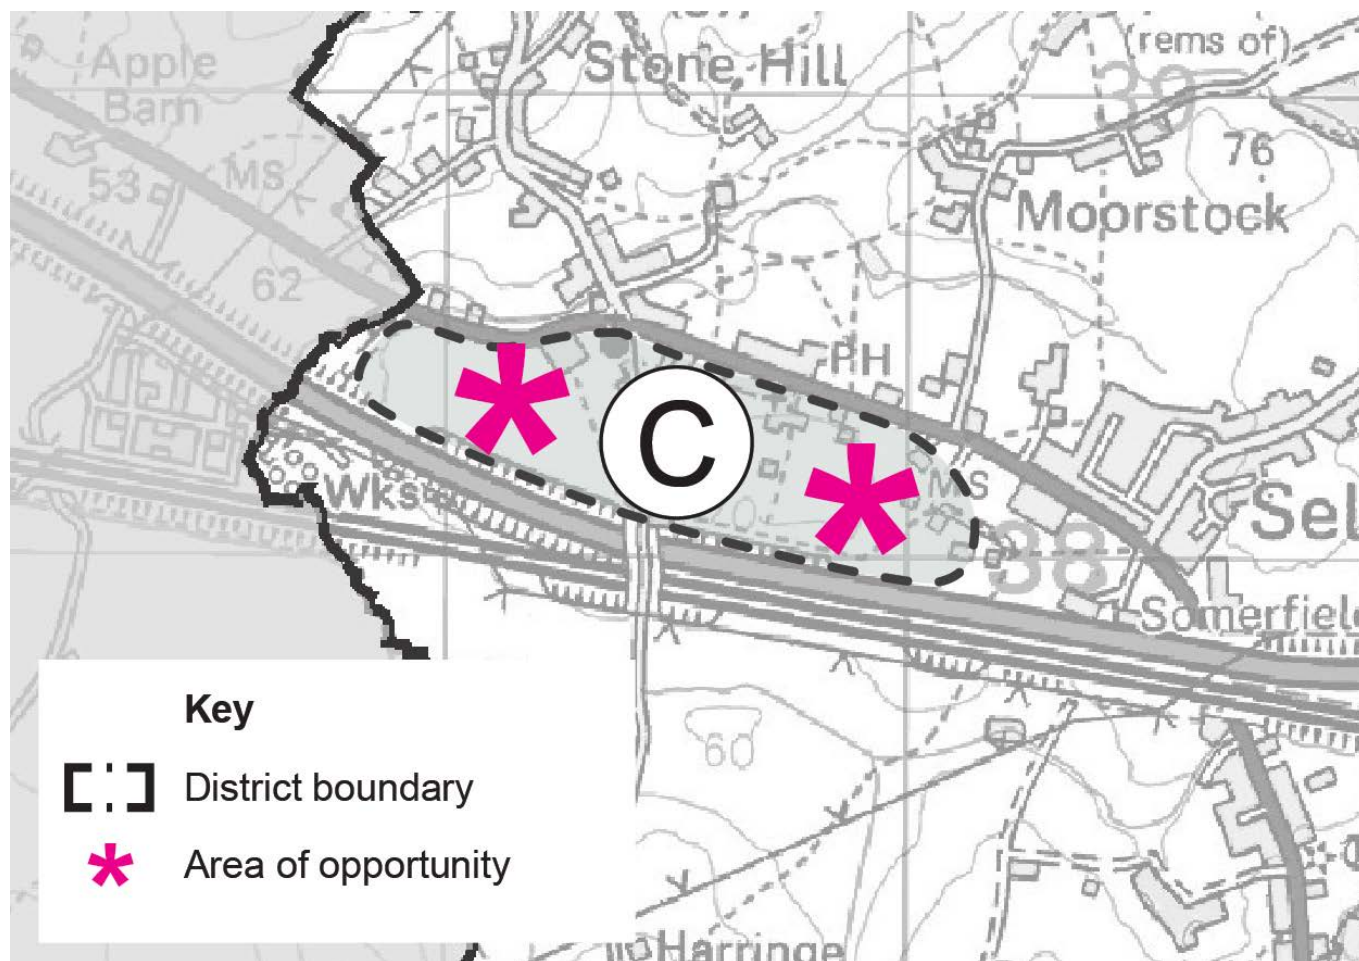 (rems of)
Stone Hill
Apple
Barn
76
53
MS
Moorstock
62
PH
C
MS
Wks
Sel
38
Somerfiel
Key
District boundary
Area of opportunity
60
Harringe